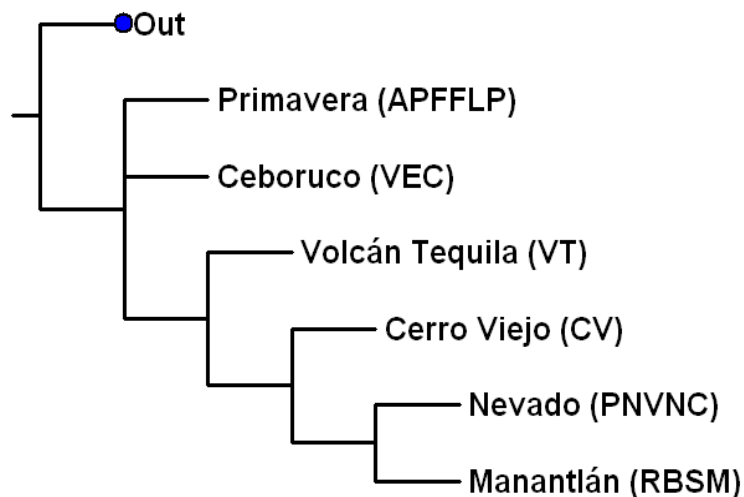 Out
Primavera (APFFLP)
Ceboruco (VEC)
Volcán Tequila (VT)
Cerro Viejo (CV)
Nevado (PNVNC)
Manantlán (RBSM)